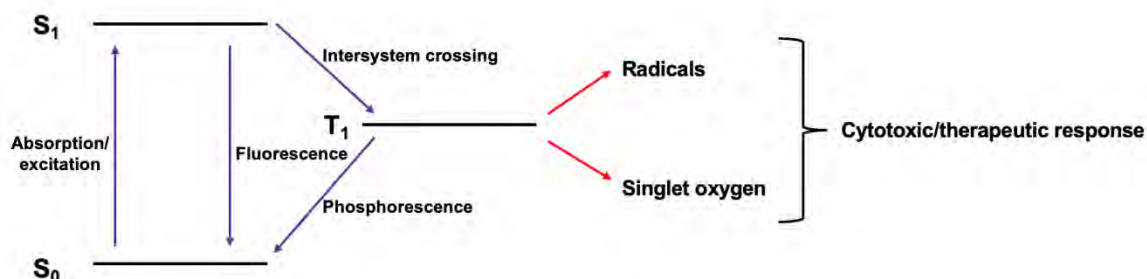 S1
Intersystem crossing
Radicals
T1
Absorption/
excitation
Fluorescence
Cytotoxic/therapeutic response
Singlet oxygen
Phosphorescence
S0